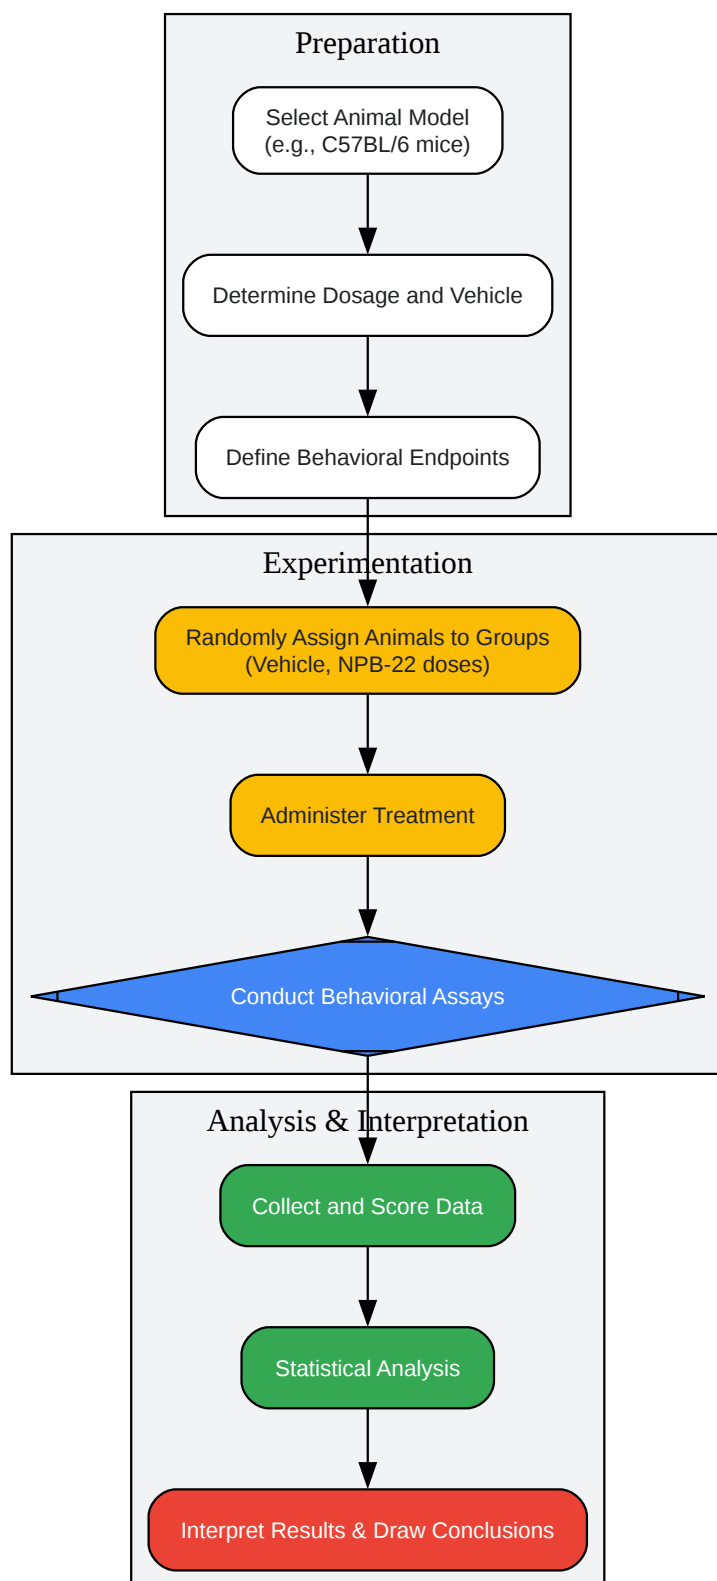 Preparation
Select Animal Model
(e.g., C57BL/6 mice)
Determine Dosage and Vehicle
Define Behavioral Endpoints
Experimentation
Randomly Assign Animals to Groups
(Vehicle, NPB-22 doses)
Administer Treatment
Conduct Behavioral Assays
Analysis & Interpretation
Collect and Score Data
Statistical Analysis
Interpret Results & Draw Conclusions